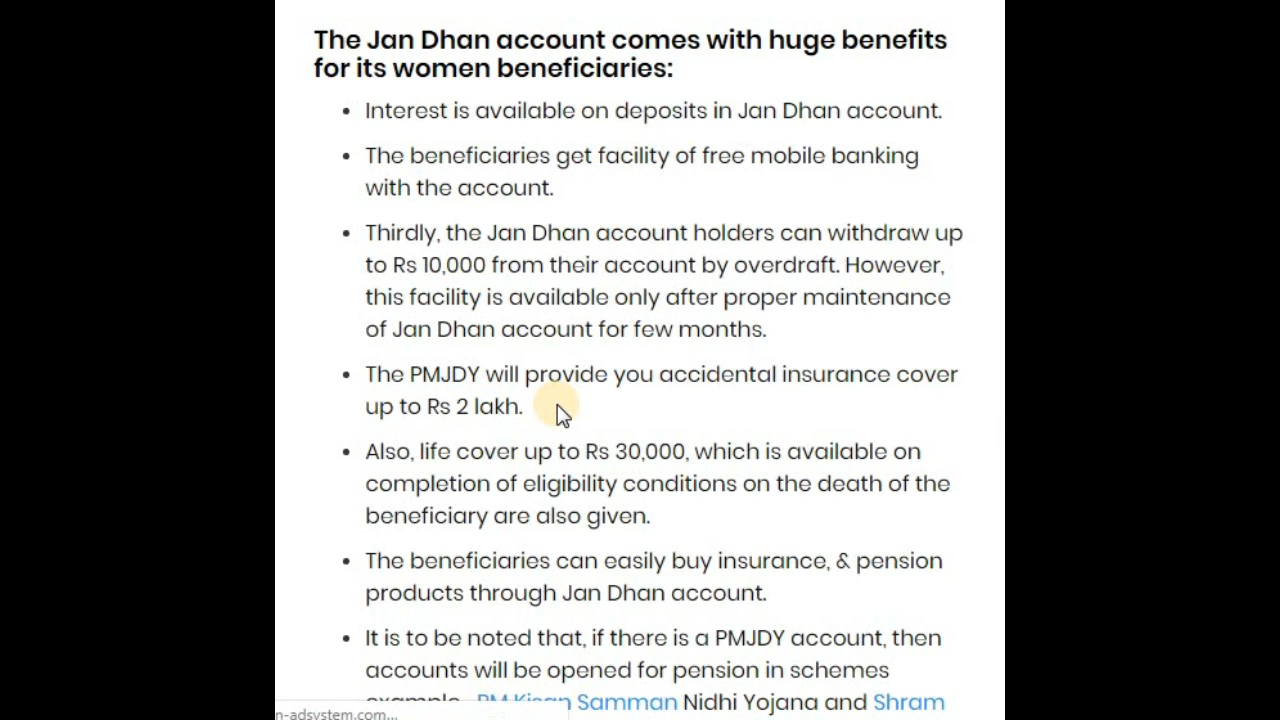 The Jan Dhan account comes with huge benefits
for its women beneficiaries:
• Interest is available on deposits in Jan Dhan account.
• The beneficiaries get facility of free mobile banking
with the account.
• Thirdly, the Jan Dhan account holders can withdraw up
to Rs 10,000 from their account by overdraft. However,
this facility is available only after proper maintenance
of Jan Dhan account for few months.
• The PMJDY will provide you accidental insurance cover
up to Rs 2 lakh.
• Also, life cover up to Rs 30,000, which is available on
completion of eligibility conditions on the death of the
beneficiary are also given.
• The beneficiaries can easily buy insurance, & pension
products through Jan Dhan account.
• It is to be noted that, if there is a PMJDY account, then
accounts will be opened for pension in schemes
example PM Kisan Samman Nidhi Yojana and Shram
n-adsystem.com...